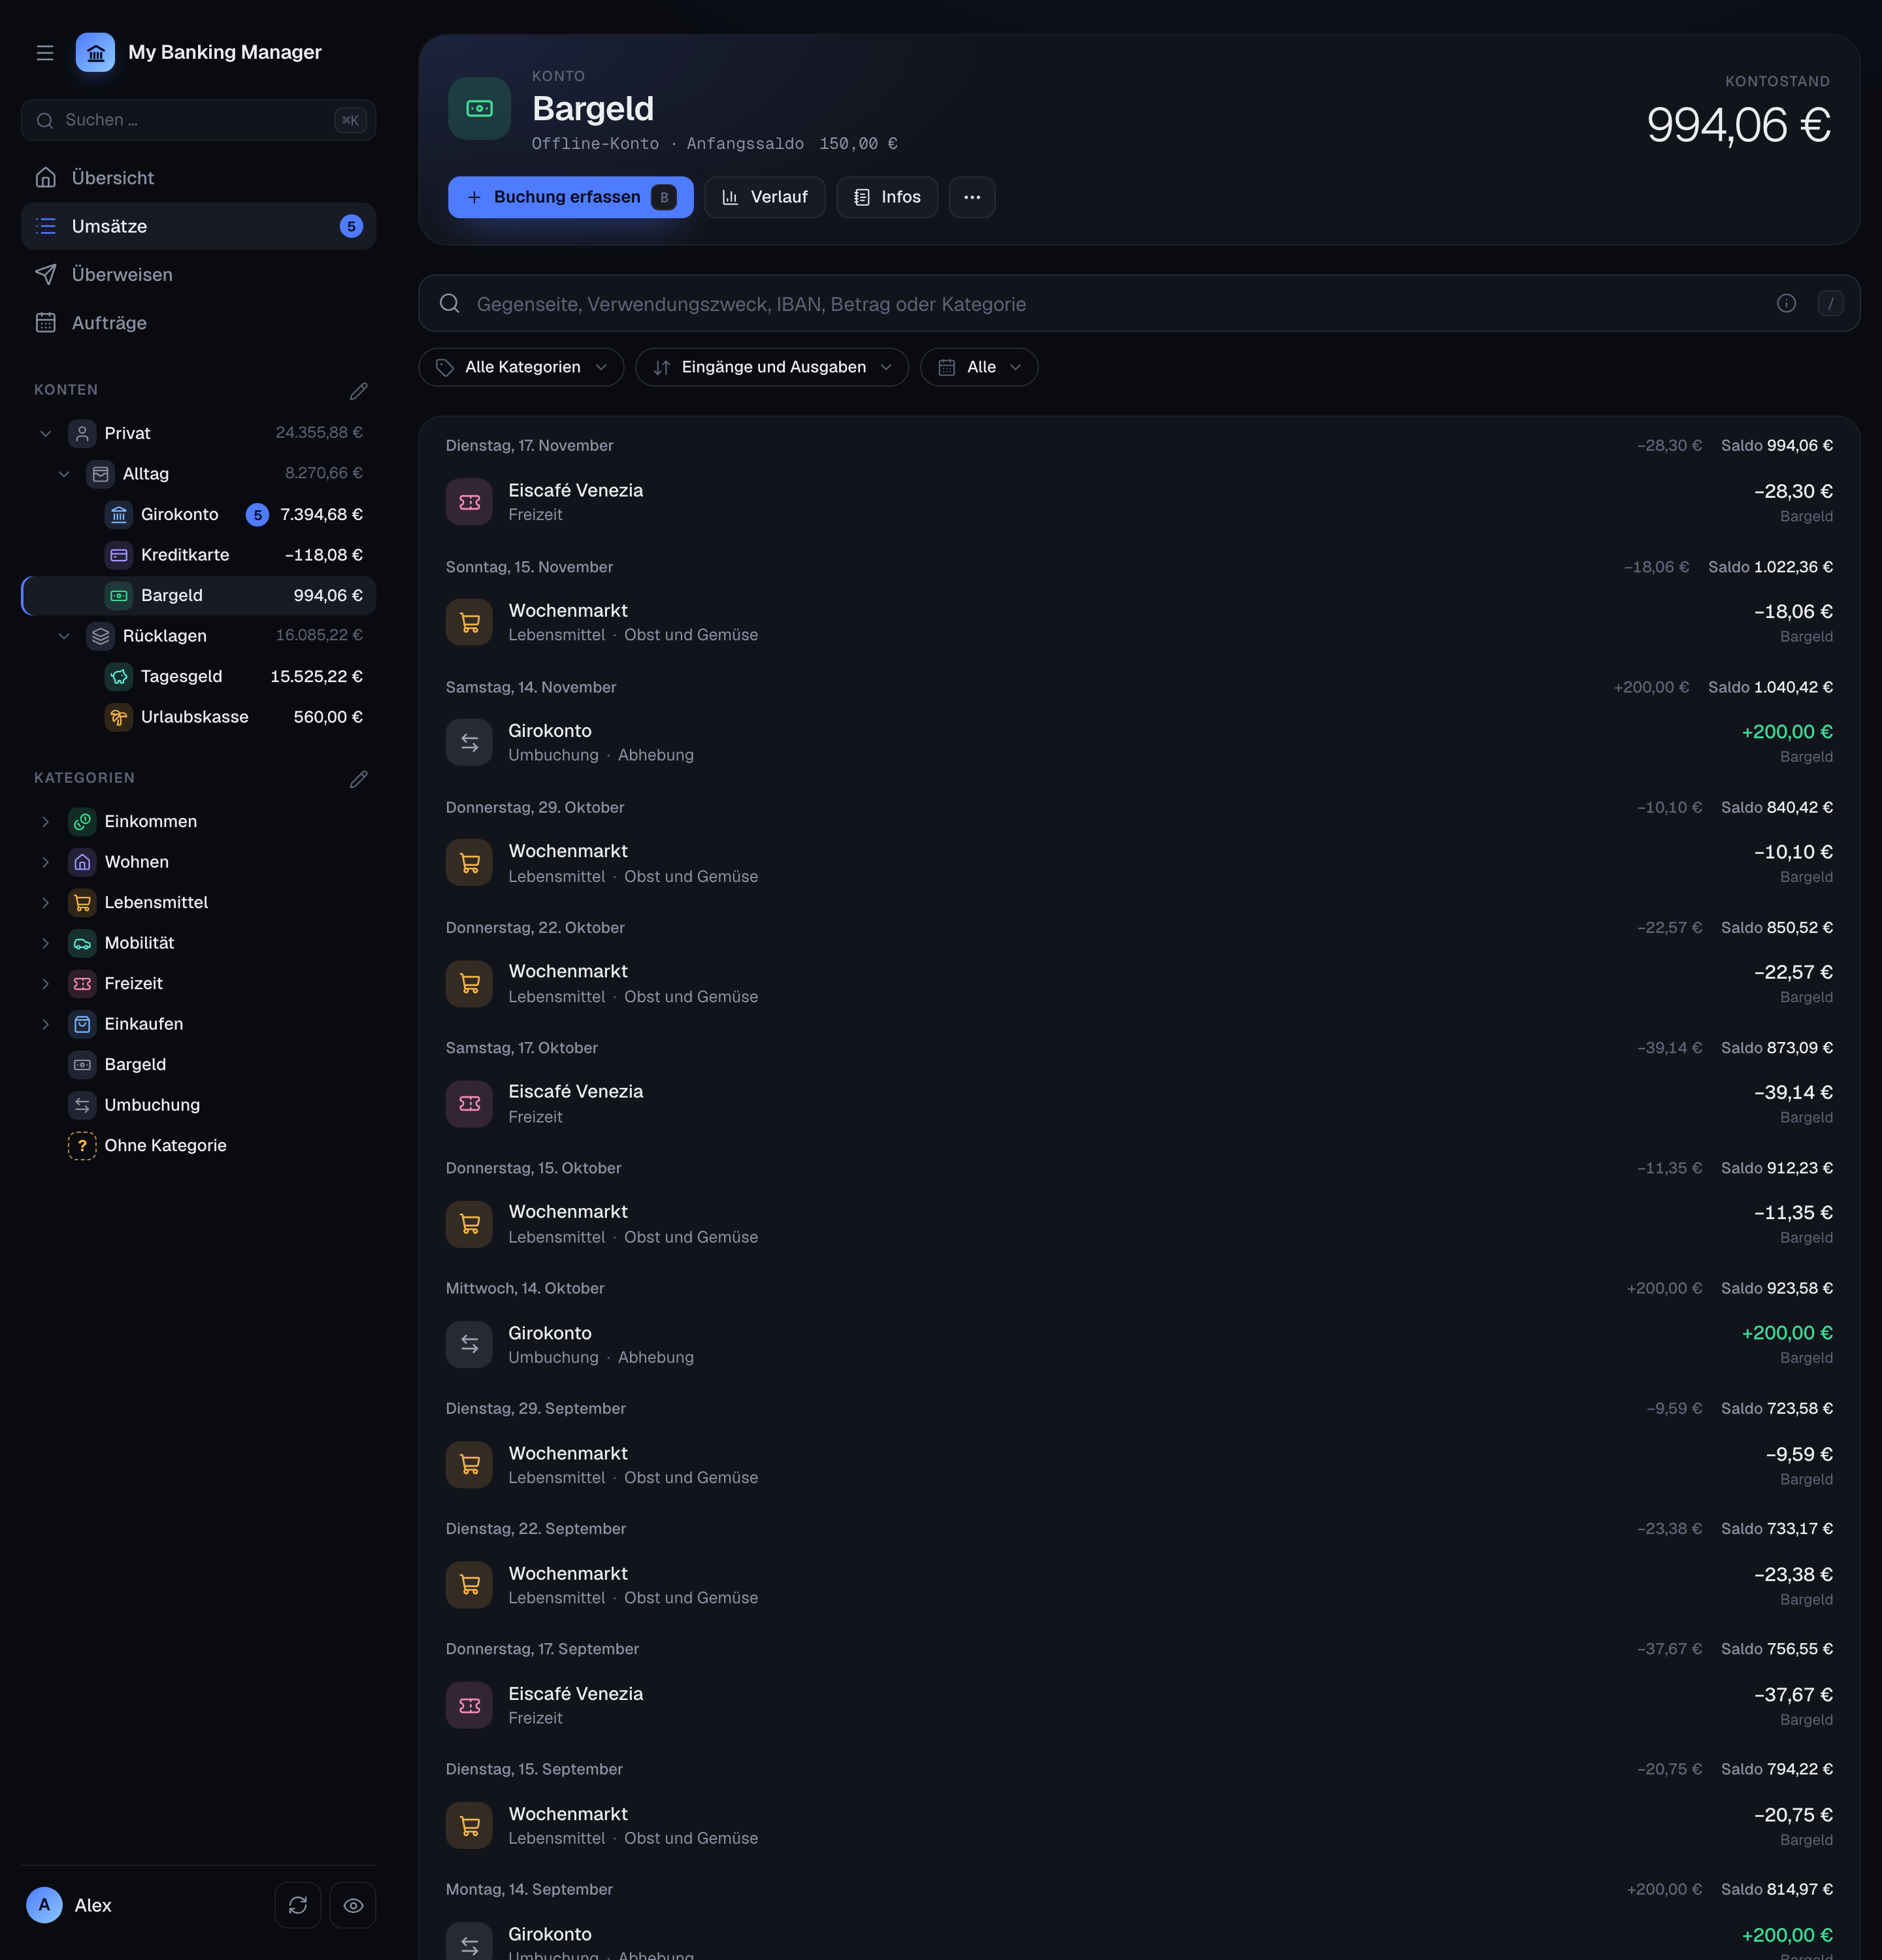 My Banking Manager
Suchen …
⌘K
Übersicht
Umsätze 5
Überweisen
Aufträge
KONTEN
Privat 24.355,88 €
Alltag 8.270,66 €
Girokonto 5 7.394,68 €
Kreditkarte −118,08 €
Bargeld 994,06 €
Rücklagen 16.085,22 €
Tagesgeld 15.525,22 €
Urlaubskasse 560,00 €
KATEGORIEN
Einkommen
Wohnen
Lebensmittel
Mobilität
Freizeit
Einkaufen
Bargeld
Umbuchung
? Ohne Kategorie
A Alex
KONTO
Bargeld
Offline-Konto · Anfangssaldo 150,00 €
KONTOSTAND
994,06 €
Buchung erfassen B
Verlauf
Infos
Gegenseite, Verwendungszweck, IBAN, Betrag oder Kategorie /
Alle Kategorien
Eingänge und Ausgaben
Alle
Dienstag, 17. November −28,30 € Saldo 994,06 €
Eiscafé Venezia −28,30 €
Freizeit Bargeld
Sonntag, 15. November −18,06 € Saldo 1.022,36 €
Wochenmarkt −18,06 €
Lebensmittel · Obst und Gemüse Bargeld
Samstag, 14. November +200,00 € Saldo 1.040,42 €
Girokonto +200,00 €
Umbuchung · Abhebung Bargeld
Donnerstag, 29. Oktober −10,10 € Saldo 840,42 €
Wochenmarkt −10,10 €
Lebensmittel · Obst und Gemüse Bargeld
Donnerstag, 22. Oktober −22,57 € Saldo 850,52 €
Wochenmarkt −22,57 €
Lebensmittel · Obst und Gemüse Bargeld
Samstag, 17. Oktober −39,14 € Saldo 873,09 €
Eiscafé Venezia −39,14 €
Freizeit Bargeld
Donnerstag, 15. Oktober −11,35 € Saldo 912,23 €
Wochenmarkt −11,35 €
Lebensmittel · Obst und Gemüse Bargeld
Mittwoch, 14. Oktober +200,00 € Saldo 923,58 €
Girokonto +200,00 €
Umbuchung · Abhebung Bargeld
Dienstag, 29. September −9,59 € Saldo 723,58 €
Wochenmarkt −9,59 €
Lebensmittel · Obst und Gemüse Bargeld
Dienstag, 22. September −23,38 € Saldo 733,17 €
Wochenmarkt −23,38 €
Lebensmittel · Obst und Gemüse Bargeld
Donnerstag, 17. September −37,67 € Saldo 756,55 €
Eiscafé Venezia −37,67 €
Freizeit Bargeld
Dienstag, 15. September −20,75 € Saldo 794,22 €
Wochenmarkt −20,75 €
Lebensmittel · Obst und Gemüse Bargeld
Montag, 14. September +200,00 € Saldo 814,97 €
Girokonto +200,00 €
Umbuchung · Abhebung Bargeld